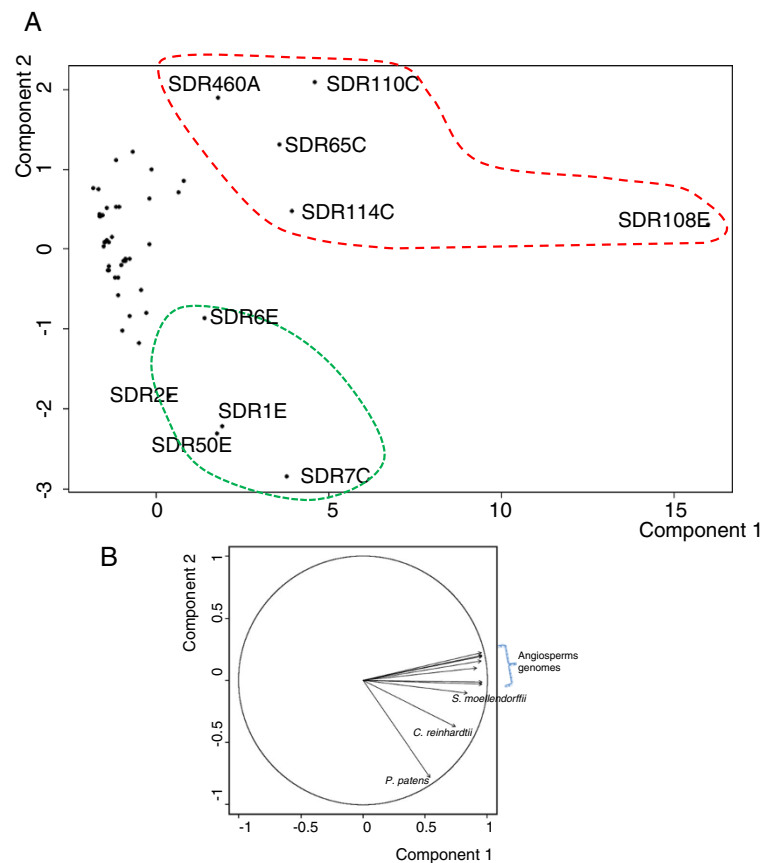 A
Component 2
2
1
0
-1
-2
-3
SDR460A
SDR110C
SDR65C
SDR114C
SDR108E
SDR6E
SDR2E
SDR1E
SDR50E
SDR7C
0
5
10
15
Component 1
B
Component 2
1
0.5
0
-0.5
-1
Angiosperms
genomes
S. moellendorffii
C. reinhardtii
P. patens
-1
-0.5
0
0.5
1
Component 1